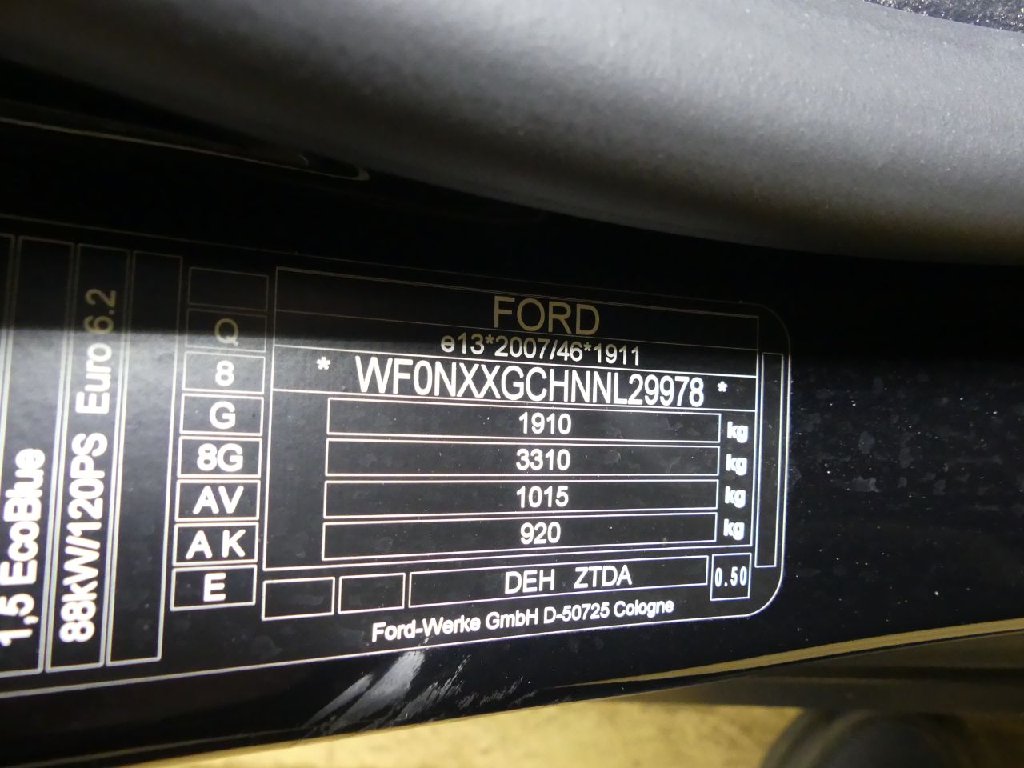 FORD
e13*2007/46*1911
* WF0NXXGCHNNL29978 *
1910 kg
3310 kg
1015 kg
920 kg
DEH ZTDA 0.50
Ford-Werke GmbH D-50725 Cologne
Q
8
G
8G
AV
AK
E
88kW/120PS Euro 6.2
1,5 EcoBlue